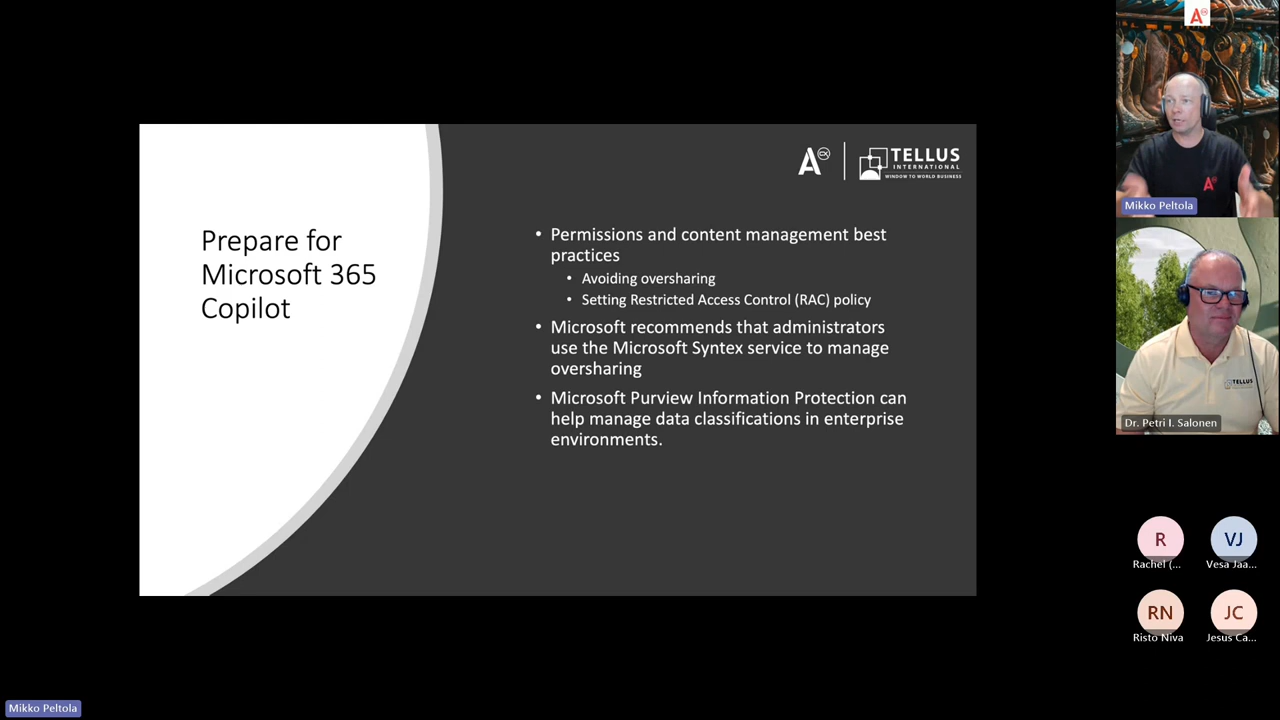 Prepare for
Microsoft 365
Copilot
TELLUS
INTERNATIONAL
WINDOW TO WORLD BUSINESS
• Permissions and content management best
practices
• Avoiding oversharing
• Setting Restricted Access Control (RAC) policy
• Microsoft recommends that administrators
use the Microsoft Syntex service to manage
oversharing
• Microsoft Purview Information Protection can
help manage data classifications in enterprise
environments.
Mikko Peltola
TELLUS
Dr. Petri I. Salonen
R
VJ
Rachel (...
Vesa Jaa...
RN
JC
Risto Niva
Jesus Ca...
Mikko Peltola